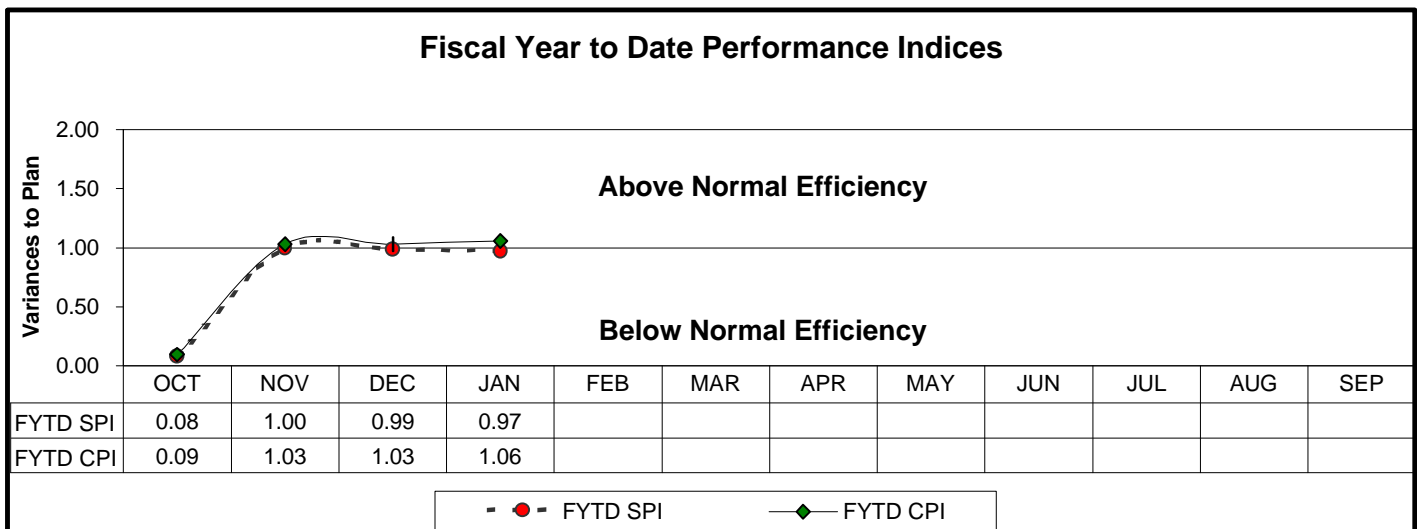 Fiscal Year to Date Performance Indices
Variances to Plan
2.00
1.50
Above Normal Efficiency
1.00
0.50
Below Normal Efficiency
0.00
OCT NOV DEC JAN FEB MAR APR MAY JUN JUL AUG SEP
FYTD SPI 0.08 1.00 0.99 0.97
FYTD CPI 0.09 1.03 1.03 1.06
FYTD SPI FYTD CPI